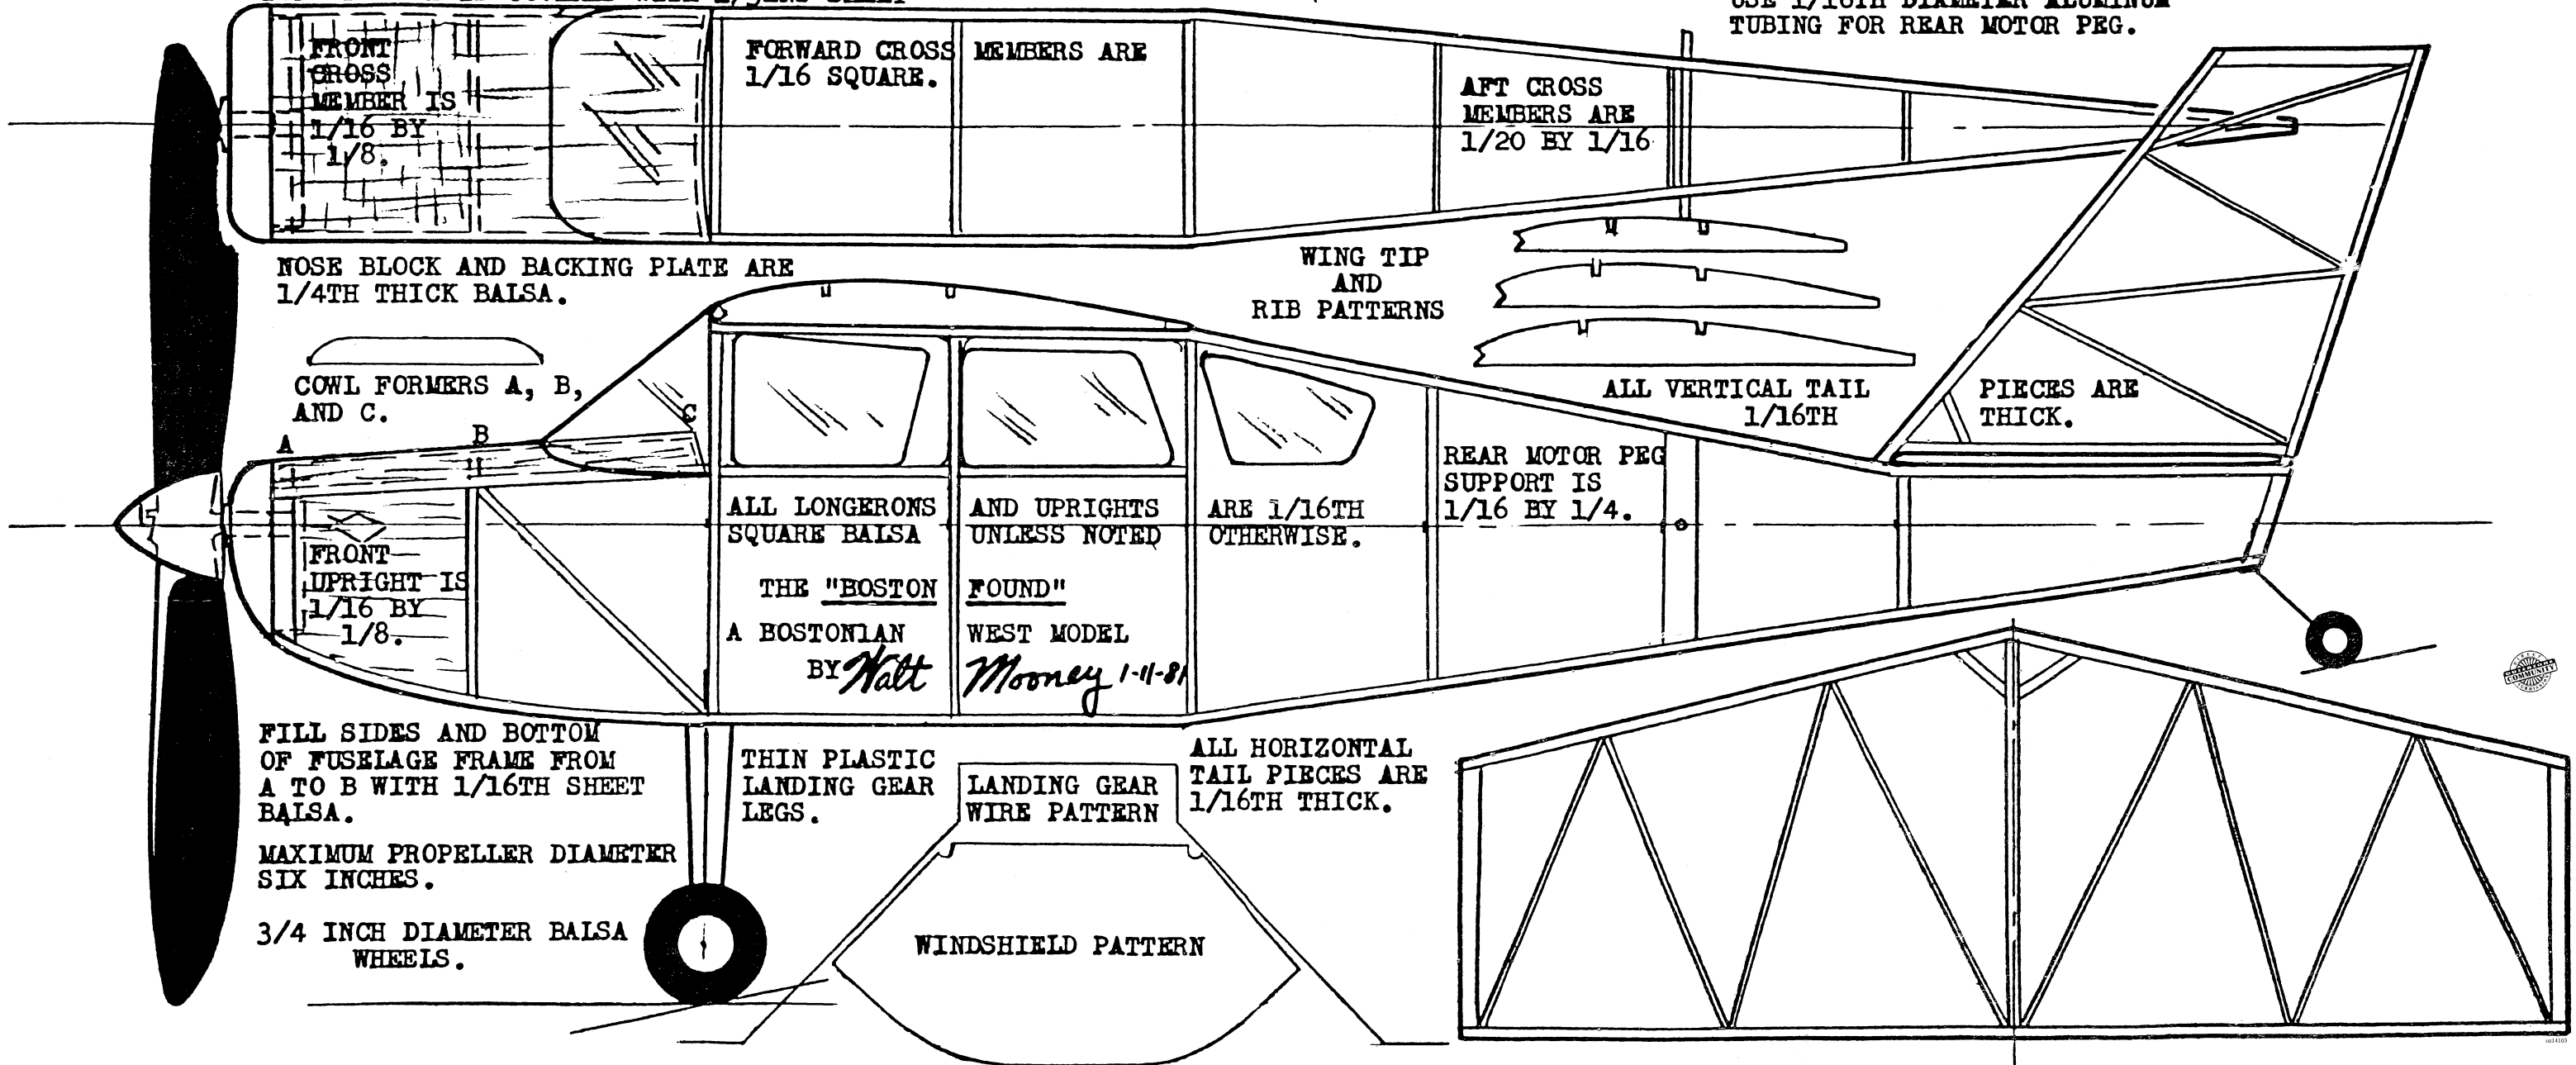 USE 1/16TH DIAMETER ALUMINUM
TUBING FOR REAR MOTOR PEG.
FRONT
CROSS
MEMBER IS
1/16 BY
1/8.
FORWARD CROSS MEMBERS ARE
1/16 SQUARE.
AFT CROSS
MEMBERS ARE
1/20 BY 1/16
NOSE BLOCK AND BACKING PLATE ARE
1/4TH THICK BALSA.
WING TIP
AND
RIB PATTERNS
COWL FORMERS A, B,
AND C.
ALL VERTICAL TAIL PIECES ARE
1/16TH THICK.
A
B
C
REAR MOTOR PEG
SUPPORT IS
1/16 BY 1/4.
ALL LONGERONS AND UPRIGHTS ARE 1/16TH
SQUARE BALSA UNLESS NOTED OTHERWISE.
FRONT
UPRIGHT IS
1/16 BY
1/8.
THE "BOSTON FOUND"
A BOSTONIAN WEST MODEL
BY Walt Mooney 1-11-81
FILL SIDES AND BOTTOM
OF FUSELAGE FRAME FROM
A TO B WITH 1/16TH SHEET
BALSA.
THIN PLASTIC
LANDING GEAR
LEGS.
LANDING GEAR
WIRE PATTERN
ALL HORIZONTAL
TAIL PIECES ARE
1/16TH THICK.
MAXIMUM PROPELLER DIAMETER
SIX INCHES.
3/4 INCH DIAMETER BALSA
WHEELS.
WINDSHIELD PATTERN
COMMUNITY
oz14103